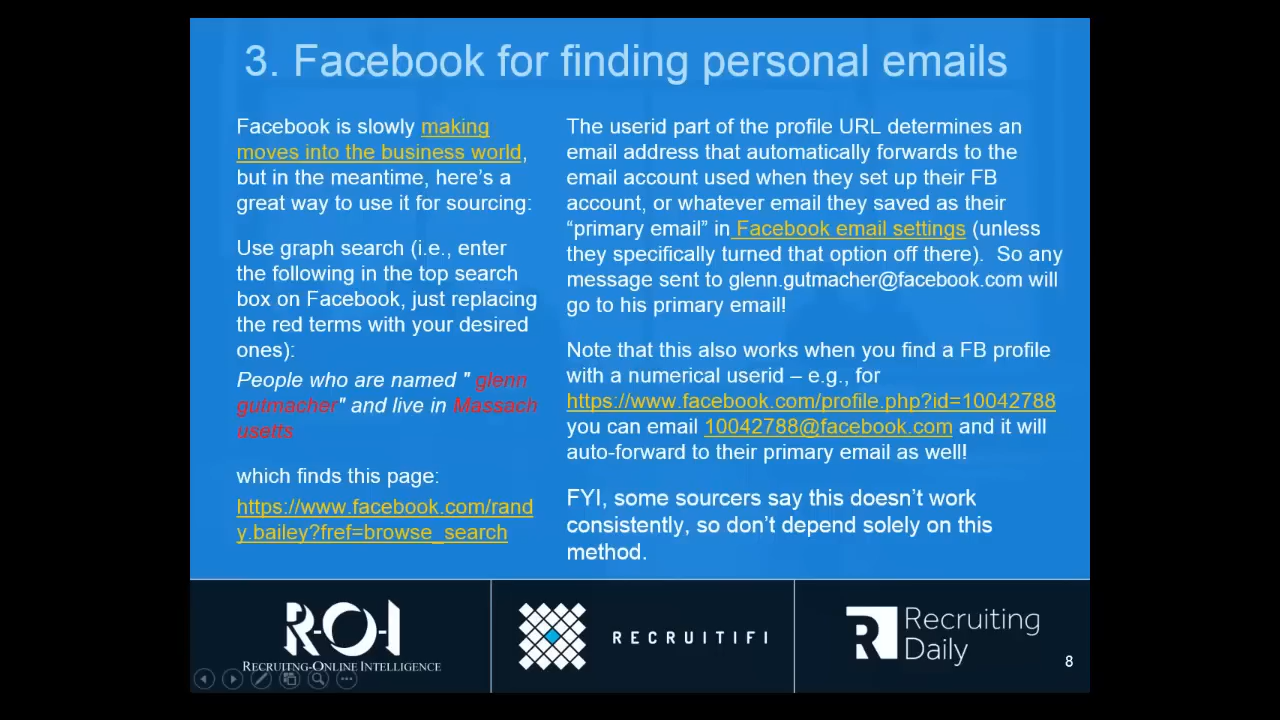 3. Facebook for finding personal emails
Facebook is slowly making
moves into the business world,
but in the meantime, here's a
great way to use it for sourcing:
Use graph search (i.e., enter
the following in the top search
box on Facebook, just replacing
the red terms with your desired
ones):
People who are named " glenn
gutmacher" and live in Massach
usetts
which finds this page:
https://www.facebook.com/rand
y.bailey?fref=browse_search
The userid part of the profile URL determines an
email address that automatically forwards to the
email account used when they set up their FB
account, or whatever email they saved as their
“primary email” in Facebook email settings (unless
they specifically turned that option off there).  So any
message sent to glenn.gutmacher@facebook.com will
go to his primary email!
Note that this also works when you find a FB profile
with a numerical userid – e.g., for
https://www.facebook.com/profile.php?id=10042788
you can email 10042788@facebook.com and it will
auto-forward to their primary email as well!
FYI, some sourcers say this doesn't work
consistently, so don't depend solely on this
method.
R-O-I
RECRUITNG-ONLINE INTELLIGENCE
RECRUITIFI
R
Recruiting
Daily
8